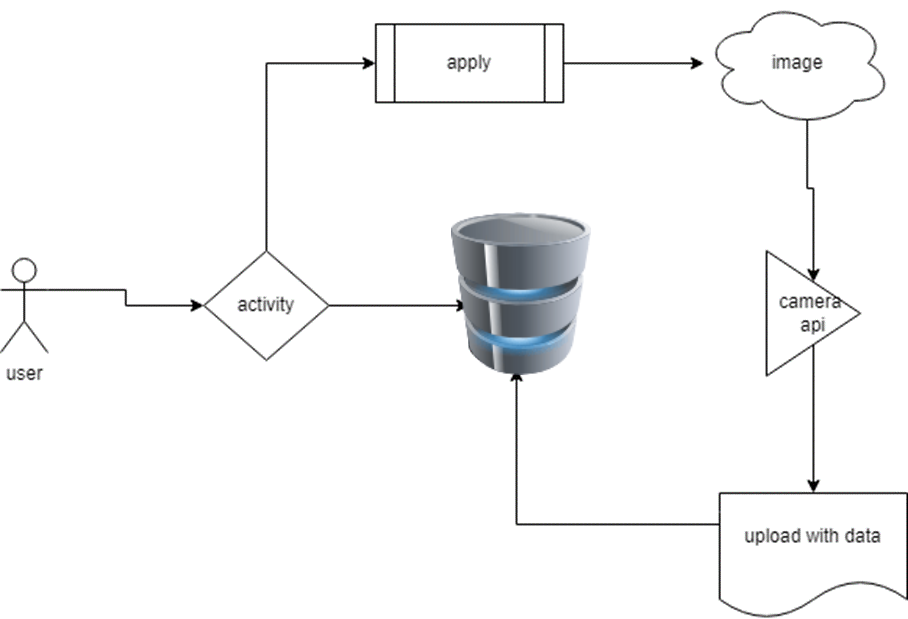 apply
image
activity
camera
api
user
upload with data